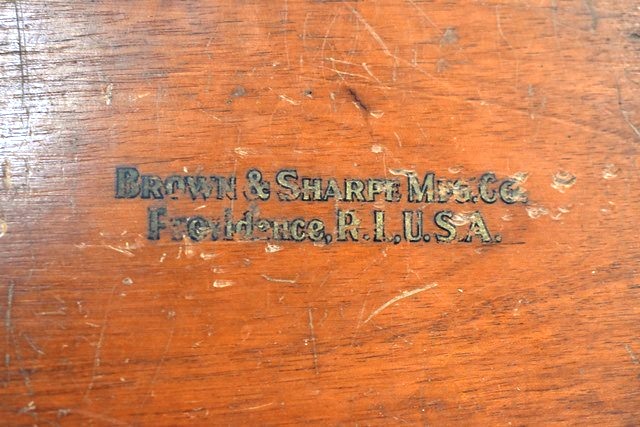 BROWN & SHARPE MFG. CO.
Providence, R.I., U.S.A.